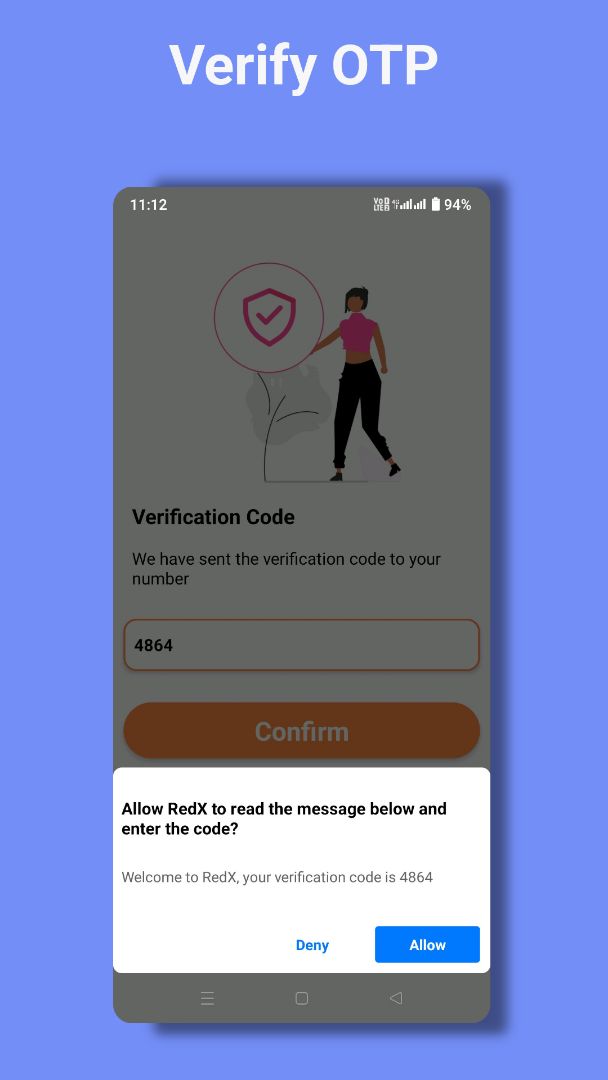 Verify OTP
11:12
VoD LTE2 4G 94%
Verification Code
We have sent the verification code to your
number
4864
Confirm
Allow RedX to read the message below and
enter the code?
Welcome to RedX, your verification code is 4864
Deny
Allow